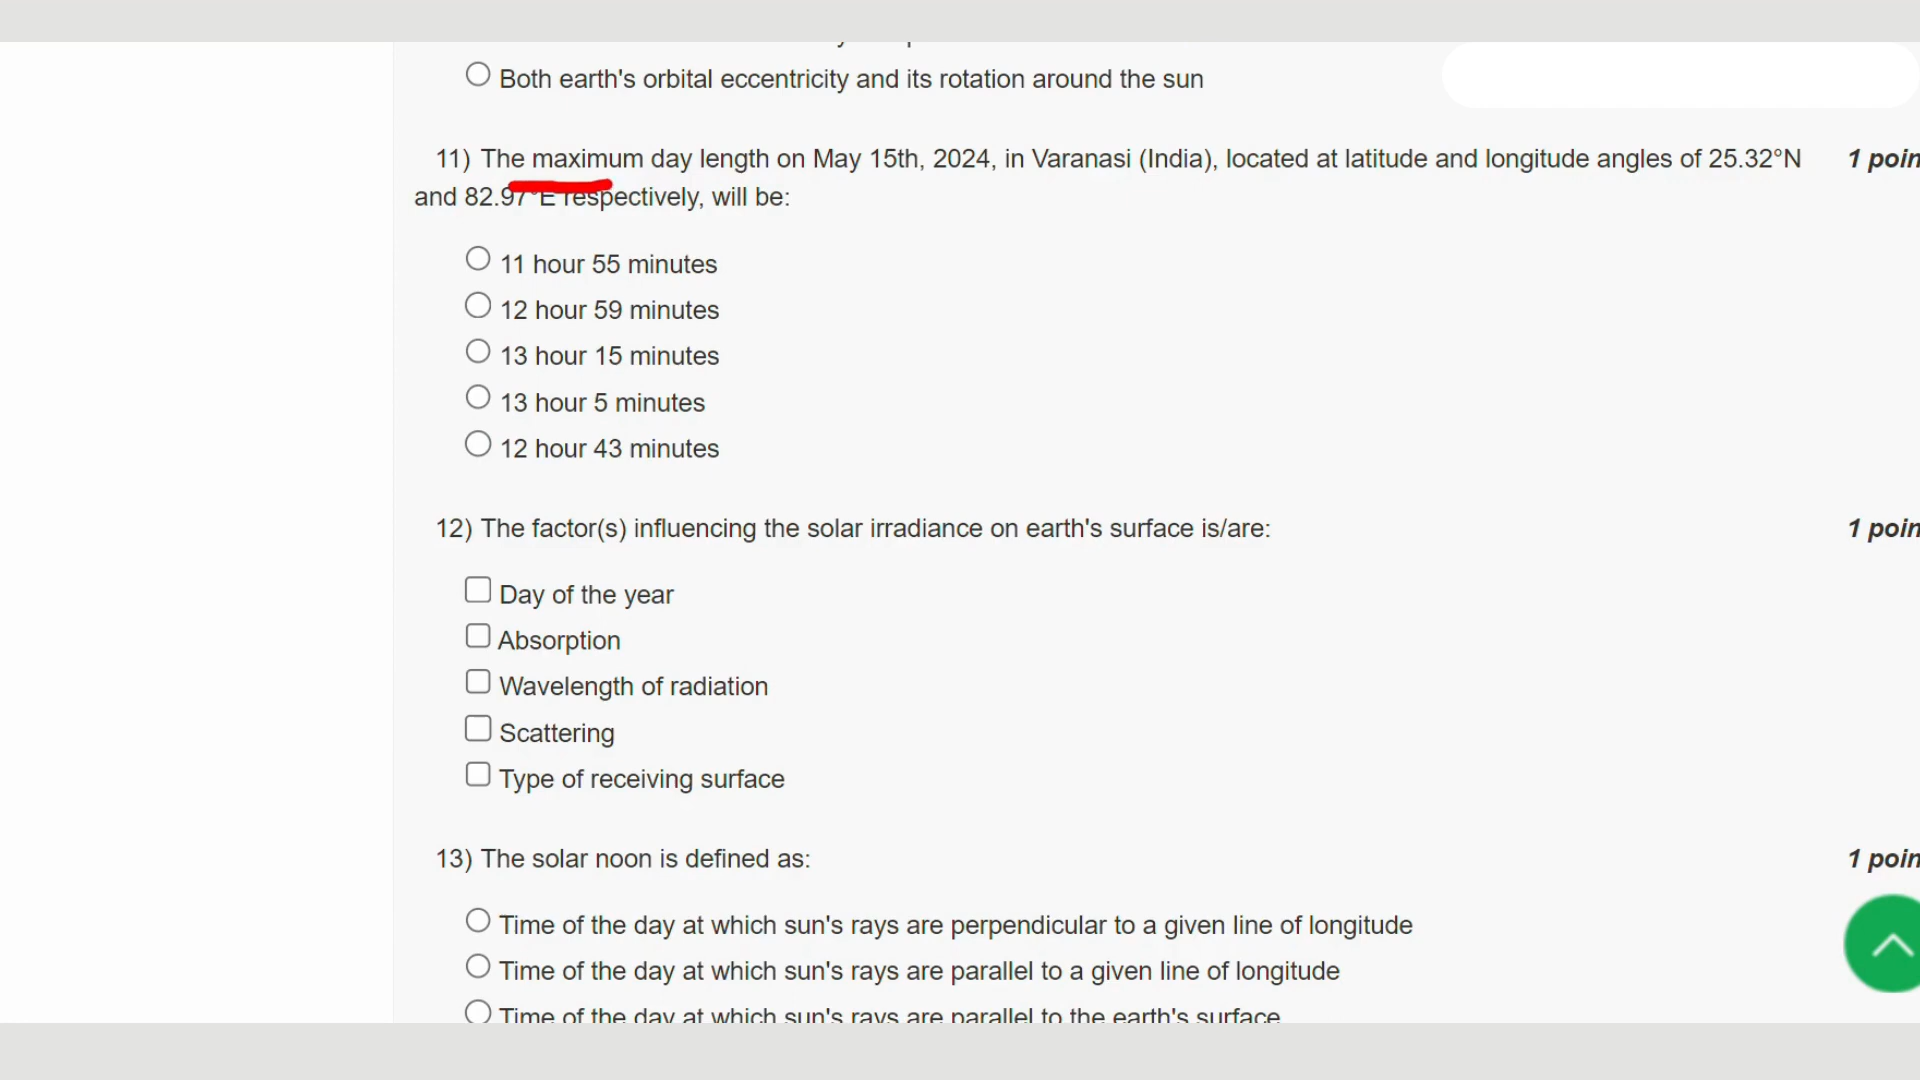 Both earth's orbital eccentricity and its rotation around the sun
11) The maximum day length on May 15th, 2024, in Varanasi (India), located at latitude and longitude angles of 25.32°N 1 poin
and 82.97°E respectively, will be:
11 hour 55 minutes
12 hour 59 minutes
13 hour 15 minutes
13 hour 5 minutes
12 hour 43 minutes
12) The factor(s) influencing the solar irradiance on earth's surface is/are: 1 poin
Day of the year
Absorption
Wavelength of radiation
Scattering
Type of receiving surface
13) The solar noon is defined as: 1 poin
Time of the day at which sun's rays are perpendicular to a given line of longitude
Time of the day at which sun's rays are parallel to a given line of longitude
Time of the day at which sun's rays are parallel to the earth's surface